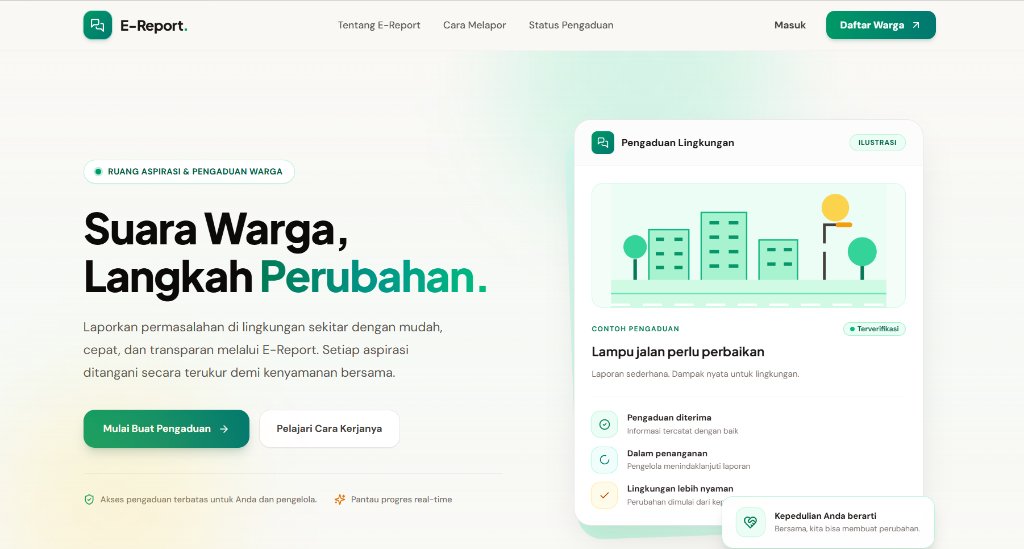 E-Report.
Tentang E-Report
Cara Melapor
Status Pengaduan
Masuk
Daftar Warga
RUANG ASPIRASI & PENGADUAN WARGA
Suara Warga,
Langkah Perubahan.
Laporkan permasalahan di lingkungan sekitar dengan mudah,
cepat, dan transparan melalui E-Report. Setiap aspirasi
ditangani secara terukur demi kenyamanan bersama.
Mulai Buat Pengaduan
Pelajari Cara Kerjanya
Akses pengaduan terbatas untuk Anda dan pengelola.
Pantau progres real-time
Pengaduan Lingkungan
ILUSTRASI
CONTOH PENGADUAN
Terverifikasi
Lampu jalan perlu perbaikan
Laporan sederhana. Dampak nyata untuk lingkungan.
Pengaduan diterima
Informasi tercatat dengan baik
Dalam penanganan
Pengelola menindaklanjuti laporan
Lingkungan lebih nyaman
Perubahan dimulai dari
Kepedulian Anda berarti
Bersama, kita bisa membuat perubahan.